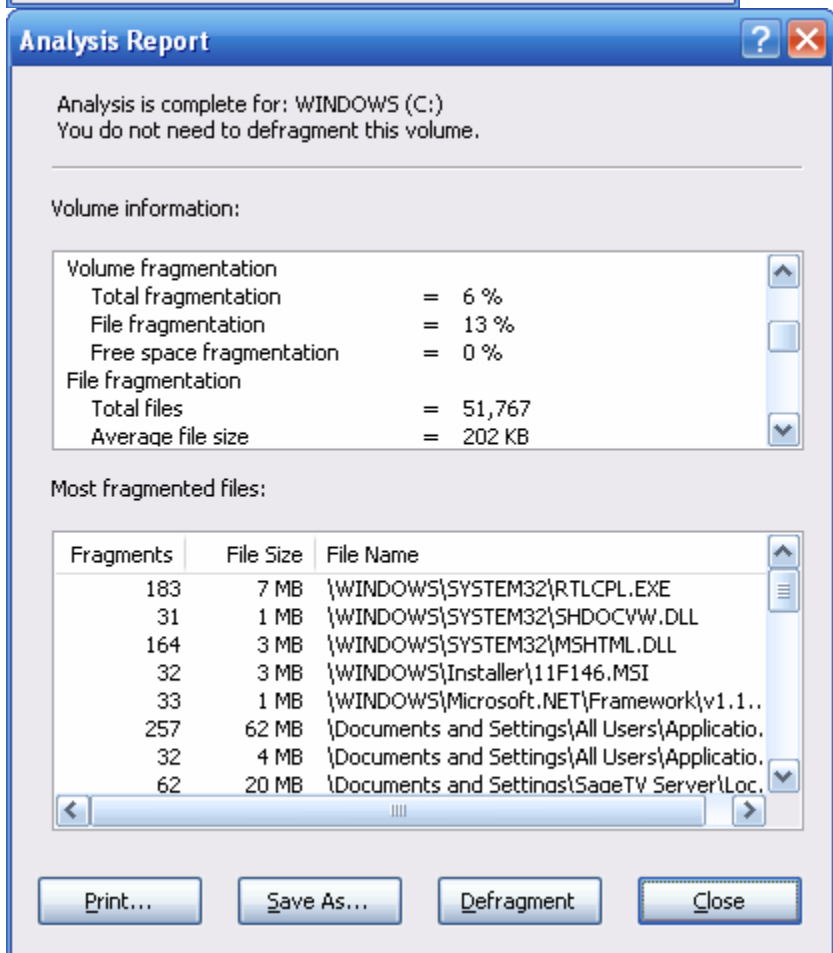 Analysis Report
Analysis is complete for: WINDOWS (C:)
You do not need to defragment this volume.
Volume information:
Volume fragmentation
Total fragmentation = 6 %
File fragmentation = 13 %
Free space fragmentation = 0 %
File fragmentation
Total files = 51,767
Average file size = 202 KB
Most fragmented files:
Fragments File Size File Name
183 7 MB \WINDOWS\SYSTEM32\RTLCPL.EXE
31 1 MB \WINDOWS\SYSTEM32\SHDOCVW.DLL
164 3 MB \WINDOWS\SYSTEM32\MSHTML.DLL
32 3 MB \WINDOWS\Installer\11F146.MSI
33 1 MB \WINDOWS\Microsoft.NET\Framework\v1.1..
257 62 MB \Documents and Settings\All Users\Applicatio.
32 4 MB \Documents and Settings\All Users\Applicatio.
62 20 MB \Documents and Settings\SageTV Server\Loc.
Print... Save As... Defragment Close